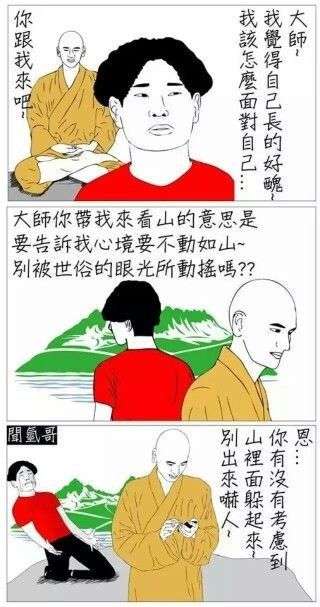 大師~
我覺得自己長的好醜~
我該怎麼面對自己…
你跟我來吧~
大師你帶我來看山的意思是
要告訴我心境要不動如山~
別被世俗的眼光所動搖嗎??
聞氫哥
恩…
你有沒有考慮到
山裡面躲起來~
別出來嚇人~